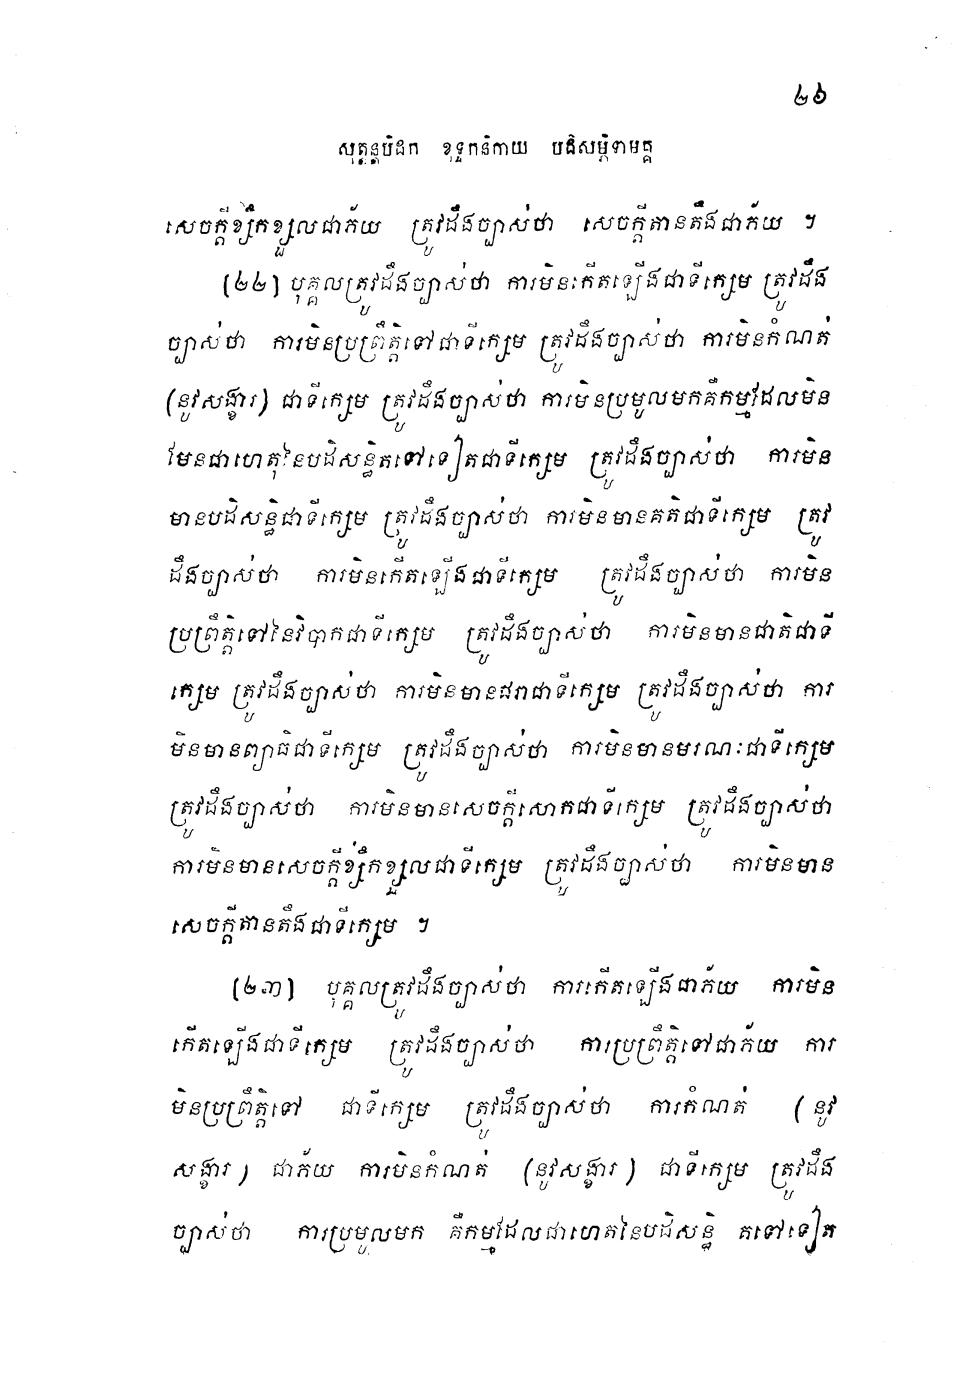 ២៦
សុត្តន្តបិដក ខុទ្ទកនិកាយ បដិសម្ភិទាមគ្គ
សេចក្តីខ្សឹកខ្សួលជាភ័យ ត្រូវដឹងច្បាស់ថា សេចក្តីតានតឹងជាភ័យ ។
(២២) បុគ្គលត្រូវដឹងច្បាស់ថា ការមិនកើតឡើងជាទីក្សេម ត្រូវដឹង
ច្បាស់ថា ការមិនប្រព្រឹត្តិទៅជាទីក្សេម ត្រូវដឹងច្បាស់ថា ការមិនកំណត់
(នូវសង្ខារ) ជាទីក្សេម ត្រូវដឹងច្បាស់ថា ការមិនប្រមូលមកគឺកម្មដែលមិន
មែនជាហេតុនៃបដិសន្ធិតទៅទៀតជាទីក្សេម ត្រូវដឹងច្បាស់ថា ការមិន
មានបដិសន្ធិជាទីក្សេម ត្រូវដឹងច្បាស់ថា ការមិនមានគតិជាទីក្សេម ត្រូវ
ដឹងច្បាស់ថា ការមិនកើតឡើងជាទីក្សេម ត្រូវដឹងច្បាស់ថា ការមិន
ប្រព្រឹត្តិទៅនៃវិបាកជាទីក្សេម ត្រូវដឹងច្បាស់ថា ការមិនមានជាតិជាទី
ក្សេម ត្រូវដឹងច្បាស់ថា ការមិនមានជរាជាទីក្សេម ត្រូវដឹងច្បាស់ថា ការ
មិនមានព្យាធិជាទីក្សេម ត្រូវដឹងច្បាស់ថា ការមិនមានមរណៈជាទីក្សេម
ត្រូវដឹងច្បាស់ថា ការមិនមានសេចក្តីសោកជាទីក្សេម ត្រូវដឹងច្បាស់ថា
ការមិនមានសេចក្តីខ្សឹកខ្សួលជាទីក្សេម ត្រូវដឹងច្បាស់ថា ការមិនមាន
សេចក្តីតានតឹងជាទីក្សេម ។
(២៣) បុគ្គលត្រូវដឹងច្បាស់ថា ការកើតឡើងជាភ័យ ការមិន
កើតឡើងជាទីក្សេម ត្រូវដឹងច្បាស់ថា ការប្រព្រឹត្តិទៅជាភ័យ ការ
មិនប្រព្រឹត្តិទៅ ជាទីក្សេម ត្រូវដឹងច្បាស់ថា ការកំណត់ (នូវ
សង្ខារ) ជាភ័យ ការមិនកំណត់ (នូវសង្ខារ) ជាទីក្សេម ត្រូវដឹង
ច្បាស់ថា ការប្រមូលមក គឺកម្មដែលជាហេតុនៃបដិសន្ធិ តទៅទៀត